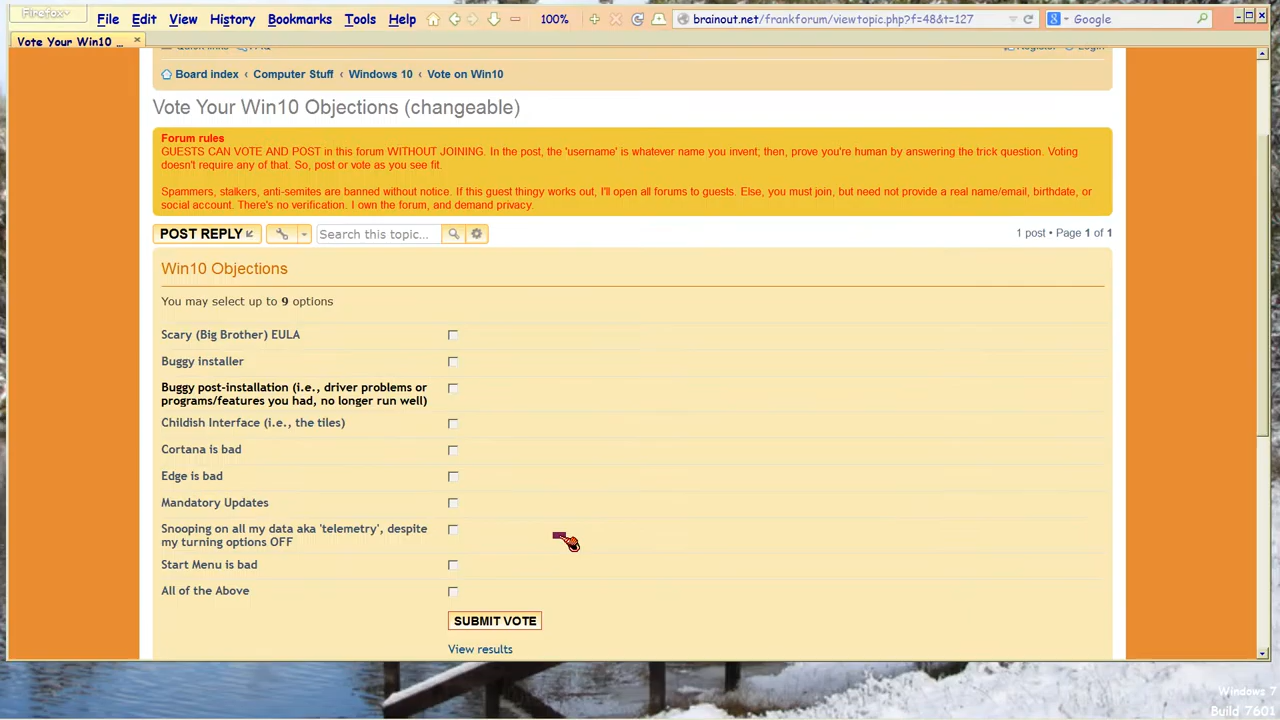 Firefox File Edit View History Bookmarks Tools Help 100% brainout.net/frankforum/viewtopic.php?f=48&t=127 Google
Vote Your Win10 ... ×
Quick links FAQ Register Login
Board index ‹ Computer Stuff ‹ Windows 10 ‹ Vote on Win10
Vote Your Win10 Objections (changeable)
Forum rules
GUESTS CAN VOTE AND POST in this forum WITHOUT JOINING. In the post, the 'username' is whatever name you invent; then, prove you're human by answering the trick question. Voting
doesn't require any of that. So, post or vote as you see fit.
Spammers, stalkers, anti-semites are banned without notice. If this guest thingy works out, I'll open all forums to guests. Else, you must join, but need not provide a real name/email, birthdate, or
social account. There's no verification. I own the forum, and demand privacy.
POST REPLY Search this topic... 1 post • Page 1 of 1
Win10 Objections
You may select up to 9 options
Scary (Big Brother) EULA
Buggy installer
Buggy post-installation (i.e., driver problems or
programs/features you had, no longer run well)
Childish Interface (i.e., the tiles)
Cortana is bad
Edge is bad
Mandatory Updates
Snooping on all my data aka 'telemetry', despite
my turning options OFF
Start Menu is bad
All of the Above
SUBMIT VOTE
View results
Windows 7
Build 7601